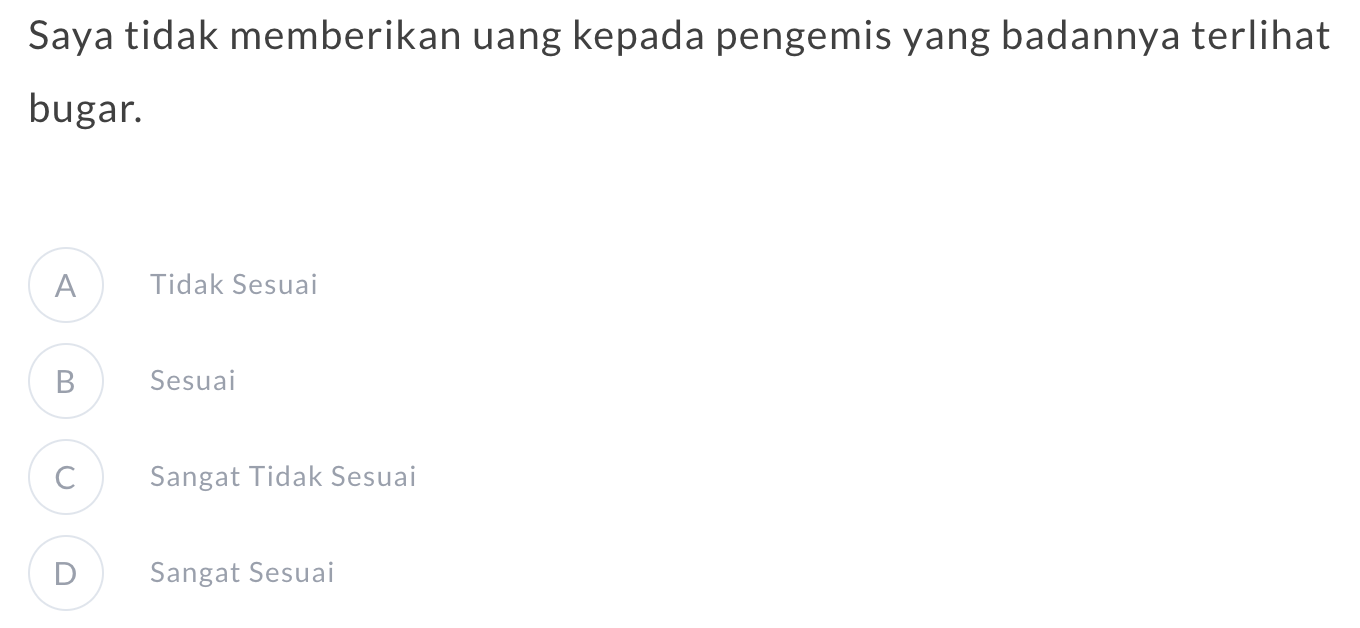 Saya tidak memberikan uang kepada pengemis yang badannya terlihat
bugar.
A Tidak Sesuai
B Sesuai
C Sangat Tidak Sesuai
D Sangat Sesuai